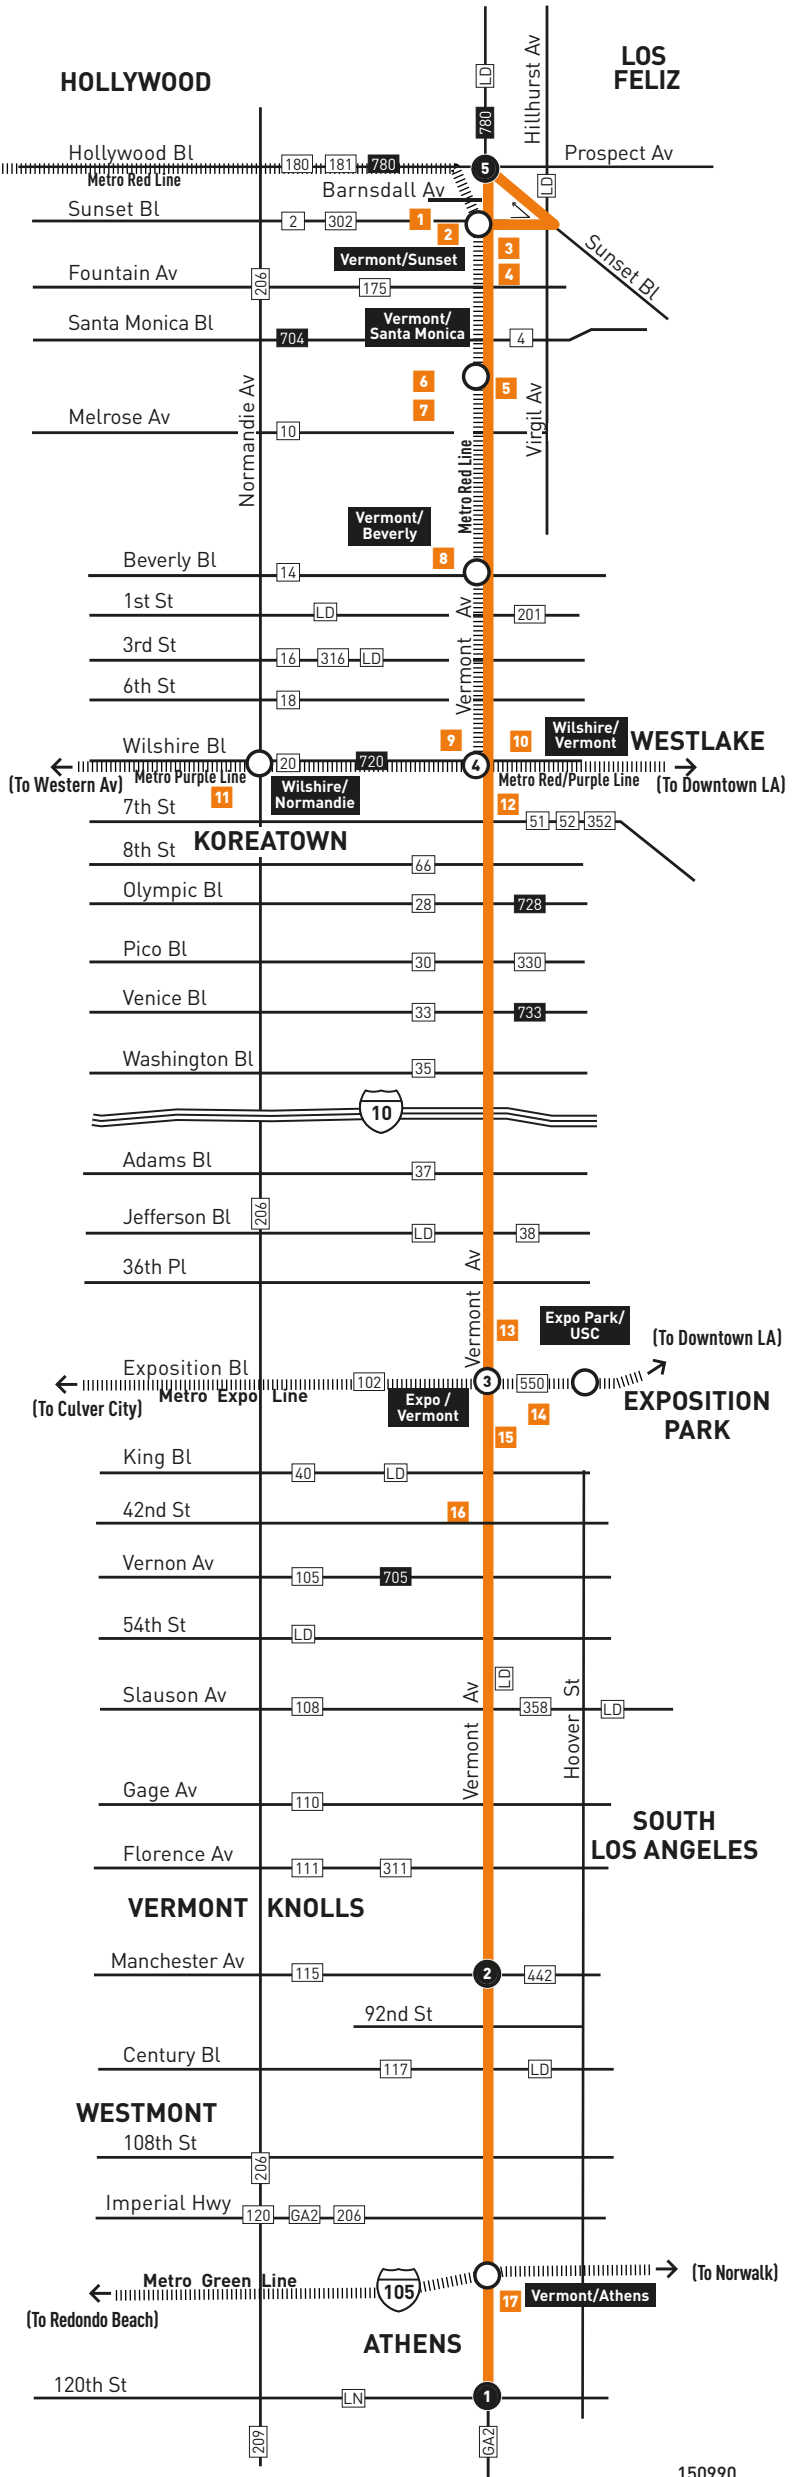 LD
Hillhurst Av
LOS
FELIZ
HOLLYWOOD
780
Hollywood Bl
180
181
780
5
Prospect Av
Metro Red Line
Barnsdall Av
LD
Sunset Bl
2
302
1
2
3
Sunset Bl
Vermont/Sunset
4
Fountain Av
206
175
Santa Monica Bl
704
Vermont/
Santa Monica
4
6
5
7
Normandie Av
Virgil Av
Melrose Av
10
Metro Red Line
Vermont/
Beverly
8
Beverly Bl
14
1st St
LD
201
Vermont Av
3rd St
16
316
LD
6th St
18
9
10
Wilshire/
Vermont
WESTLAKE
Wilshire Bl
20
720
4
(To Western Av)
Metro Purple Line
Metro Red/Purple Line
(To Downtown LA)
11
Wilshire/
Normandie
12
7th St
51
52
352
KOREATOWN
8th St
66
Olympic Bl
28
728
Pico Bl
30
330
Venice Bl
33
733
Washington Bl
35
10
Adams Bl
37
Jefferson Bl
206
LD
38
36th Pl
Vermont Av
13
Expo Park/
USC
(To Downtown LA)
Exposition Bl
102
3
550
Metro Expo Line
(To Culver City)
Expo /
Vermont
14
EXPOSITION
PARK
15
King Bl
40
LD
42nd St
16
Vernon Av
105
705
54th St
LD
LD
Slauson Av
108
358
LD
Vermont Av
Hoover St
Gage Av
110
SOUTH
LOS ANGELES
Florence Av
111
311
VERMONT KNOLLS
Manchester Av
115
2
442
92nd St
Century Bl
117
LD
WESTMONT
108th St
206
Imperial Hwy
120
GA2
206
Metro Green Line
105
(To Norwalk)
(To Redondo Beach)
17
Vermont/Athens
ATHENS
120th St
LN
1
209
GA2
150990